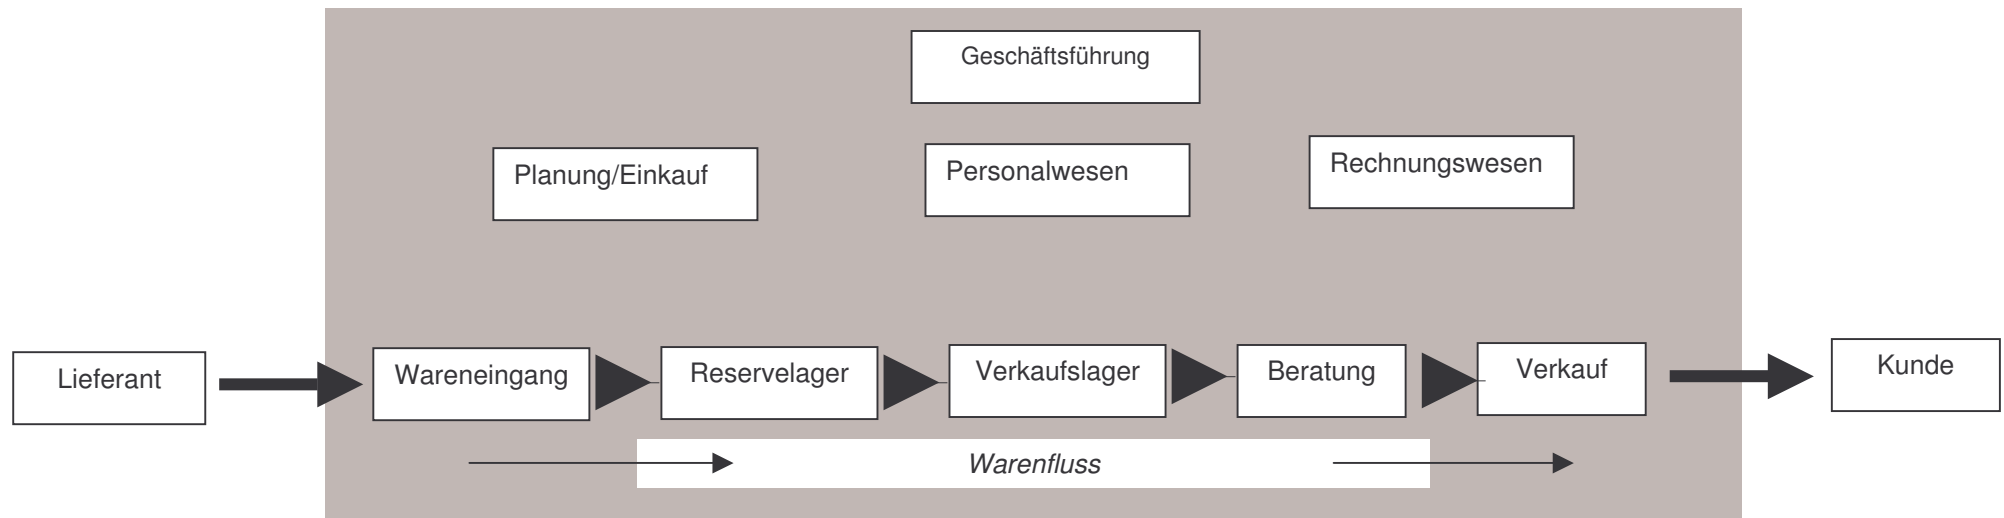 Geschäftsführung
Planung/Einkauf
Personalwesen
Rechnungswesen
Lieferant
Wareneingang
Reservelager
Verkaufslager
Beratung
Verkauf
Kunde
Warenfluss